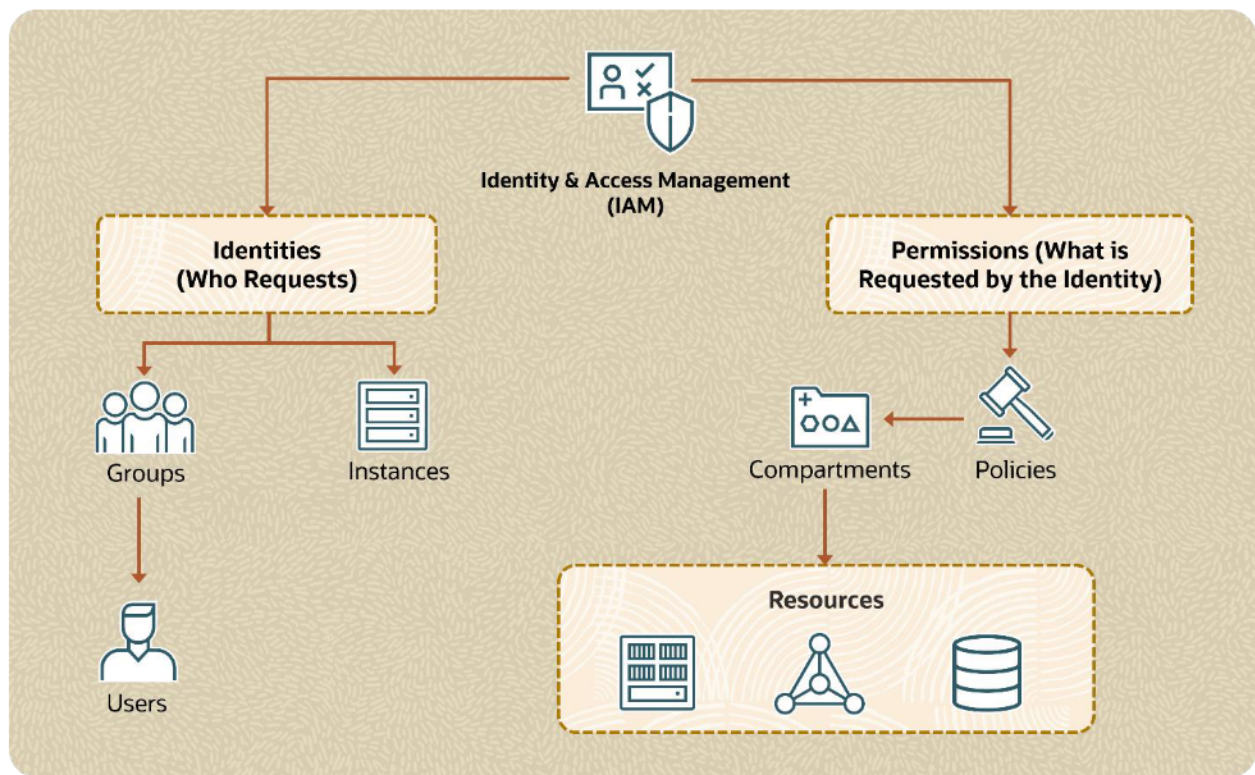 Identity & Access Management
(IAM)
Identities
(Who Requests)
Permissions (What is
Requested by the Identity)
Groups
Instances
Compartments
Policies
Users
Resources